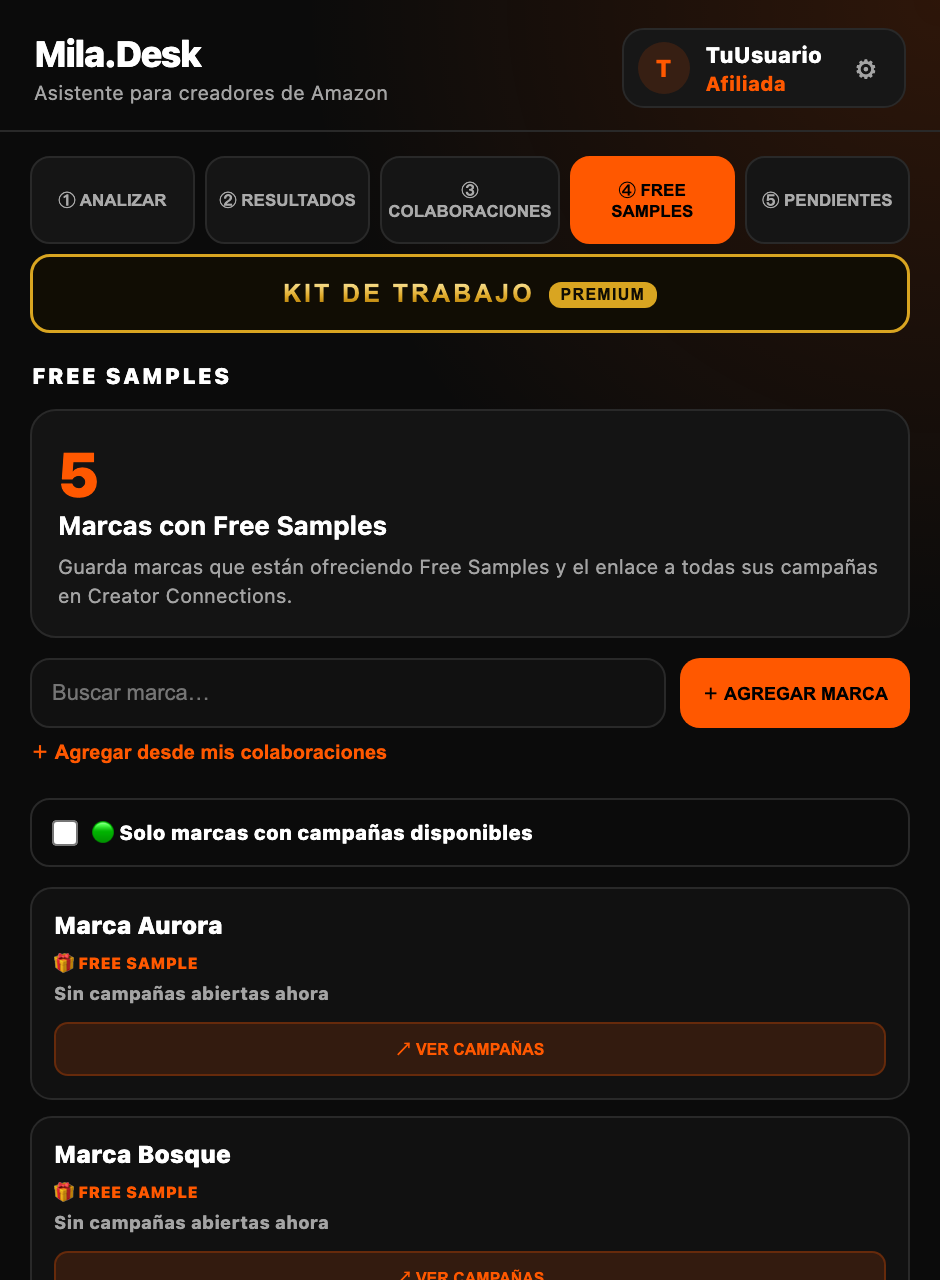 Mila.Desk
Asistente para creadores de Amazon
T
TuUsuario
Afiliada
① ANALIZAR
② RESULTADOS
③
COLABORACIONES
④ FREE
SAMPLES
⑤ PENDIENTES
KIT DE TRABAJO PREMIUM
FREE SAMPLES
5
Marcas con Free Samples
Guarda marcas que están ofreciendo Free Samples y el enlace a todas sus campañas
en Creator Connections.
Buscar marca…
+ AGREGAR MARCA
+ Agregar desde mis colaboraciones
Solo marcas con campañas disponibles
Marca Aurora
FREE SAMPLE
Sin campañas abiertas ahora
↗ VER CAMPAÑAS
Marca Bosque
FREE SAMPLE
Sin campañas abiertas ahora
↗ VER CAMPAÑAS